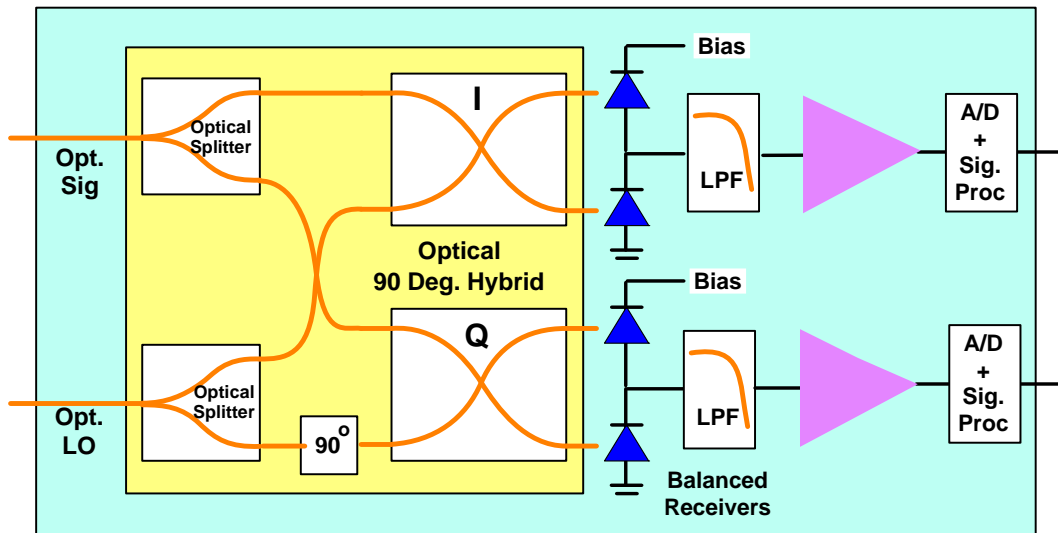 Bias
I
Optical
Splitter
Opt.
Sig
LPF
A/D
+
Sig.
Proc
Optical
90 Deg. Hybrid
Bias
Q
Optical
Splitter
Opt.
LO
90°
LPF
A/D
+
Sig.
Proc
Balanced
Receivers